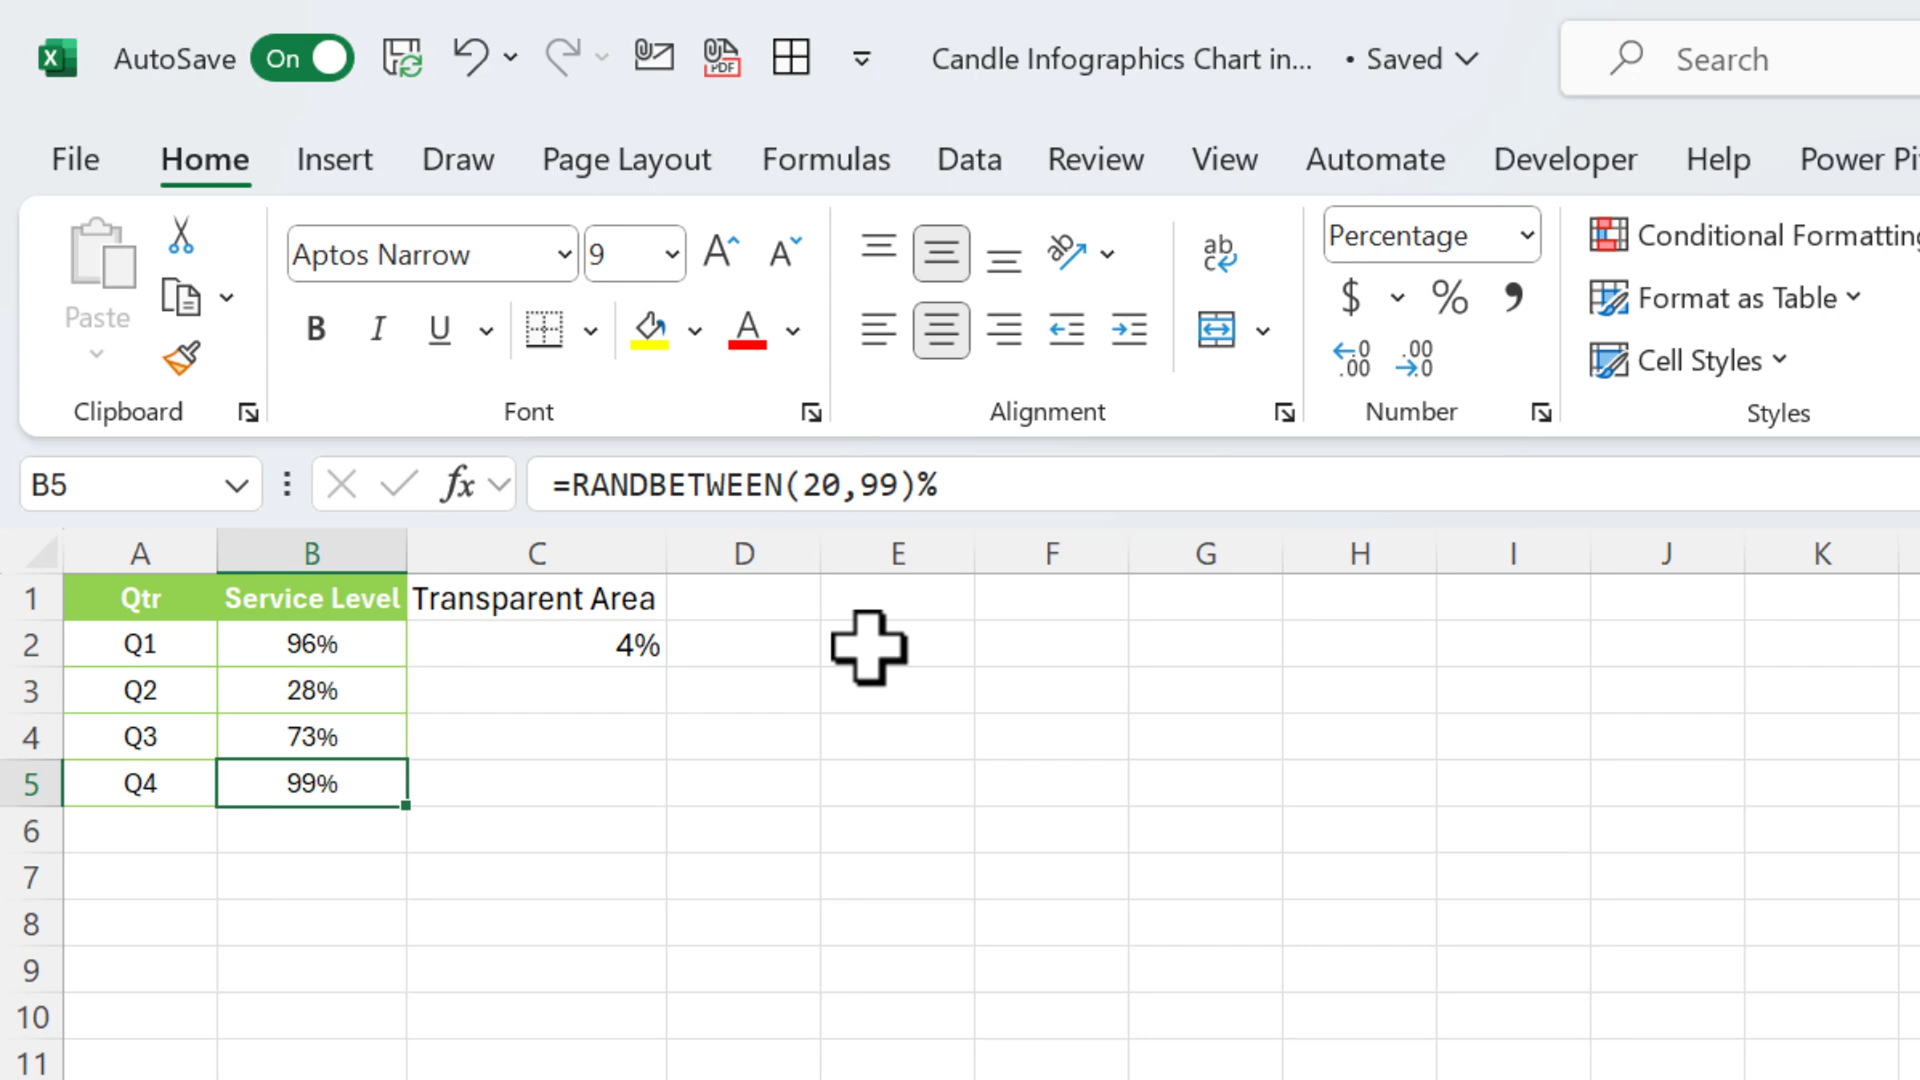 AutoSave On Candle Infographics Chart in... • Saved Search
File Home Insert Draw Page Layout Formulas Data Review View Automate Developer Help Power Pi
Paste
Aptos Narrow 9
B I U A
Percentage
$ % 9
Conditional Formatting
Format as Table
Cell Styles
Clipboard Font Alignment Number Styles
B5 fx =RANDBETWEEN(20,99)%
A B C D E F G H I J K
1 Qtr Service Level Transparent Area
2 Q1 96% 4%
3 Q2 28%
4 Q3 73%
5 Q4 99%
6
7
8
9
10
11